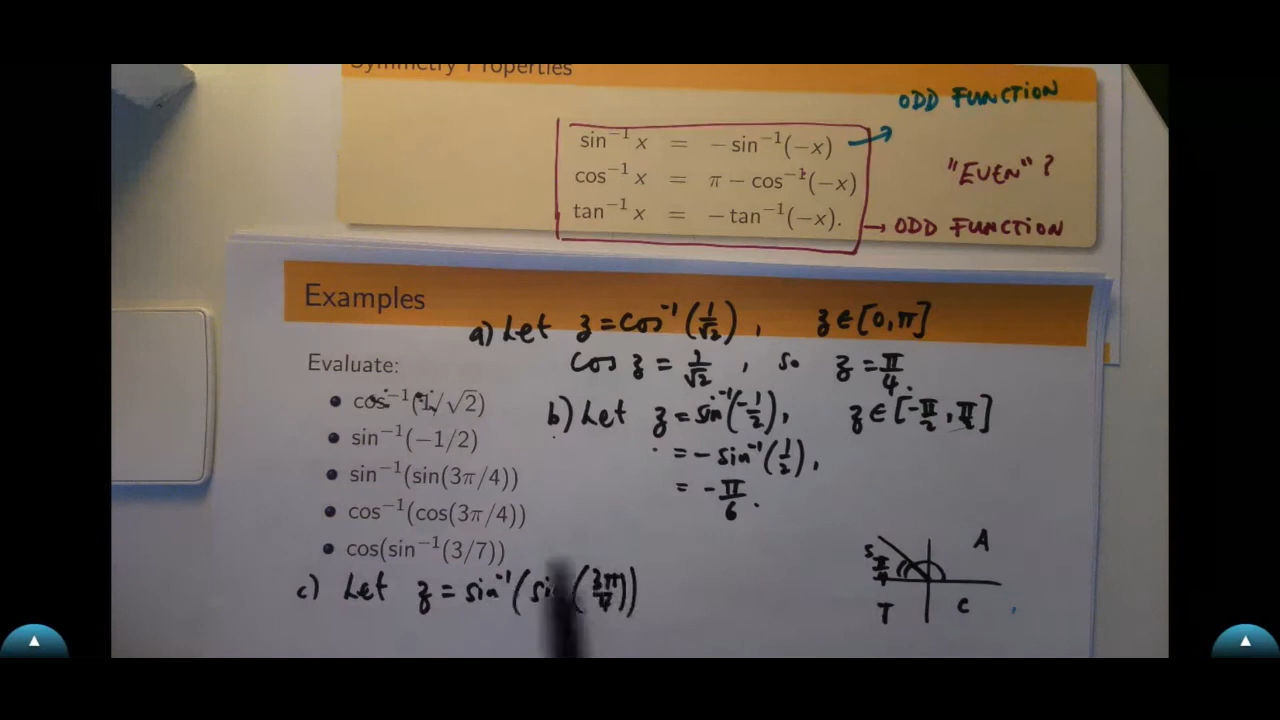 Symmetry Properties
ODD FUNCTION
sin⁻¹ x = − sin⁻¹(−x)
cos⁻¹ x = π − cos⁻¹(−x)
"EVEN"?
tan⁻¹ x = − tan⁻¹(−x).
→ ODD FUNCTION
Examples
a) Let z = cos⁻¹(1/√2), z ∈ [0, π]
cos z = 1/√2, so z = π/4.
Evaluate:
• cos⁻¹(1/√2)
b) Let z = sin⁻¹(-1/2), z ∈ [-π/2, π/2]
• sin⁻¹(−1/2)
= − sin⁻¹(1/2),
• sin⁻¹(sin(3π/4))
= − π/6.
• cos⁻¹(cos(3π/4))
• cos(sin⁻¹(3/7))
S A
π/4
T C
c) Let z = sin⁻¹(sin(3π/4))